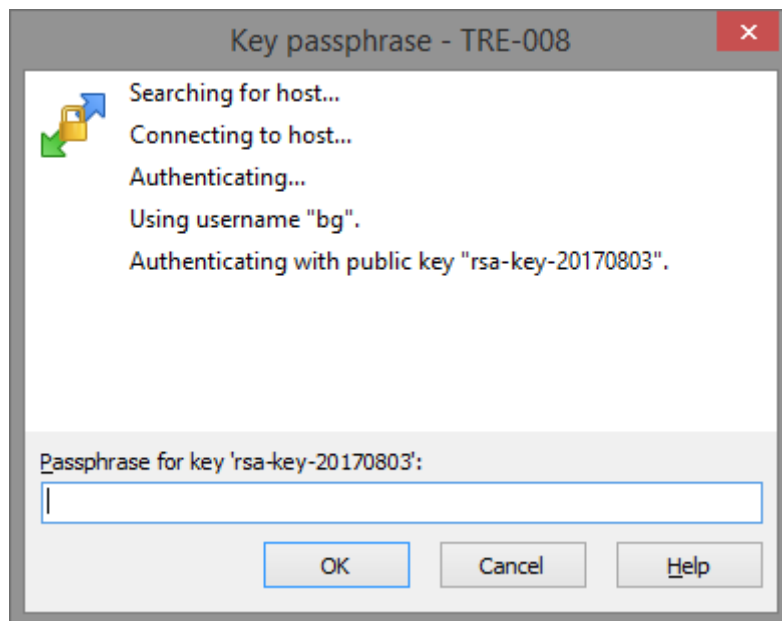 Key passphrase - TRE-008
Searching for host...
Connecting to host...
Authenticating...
Using username "bg".
Authenticating with public key "rsa-key-20170803".
Passphrase for key 'rsa-key-20170803':
OK Cancel Help